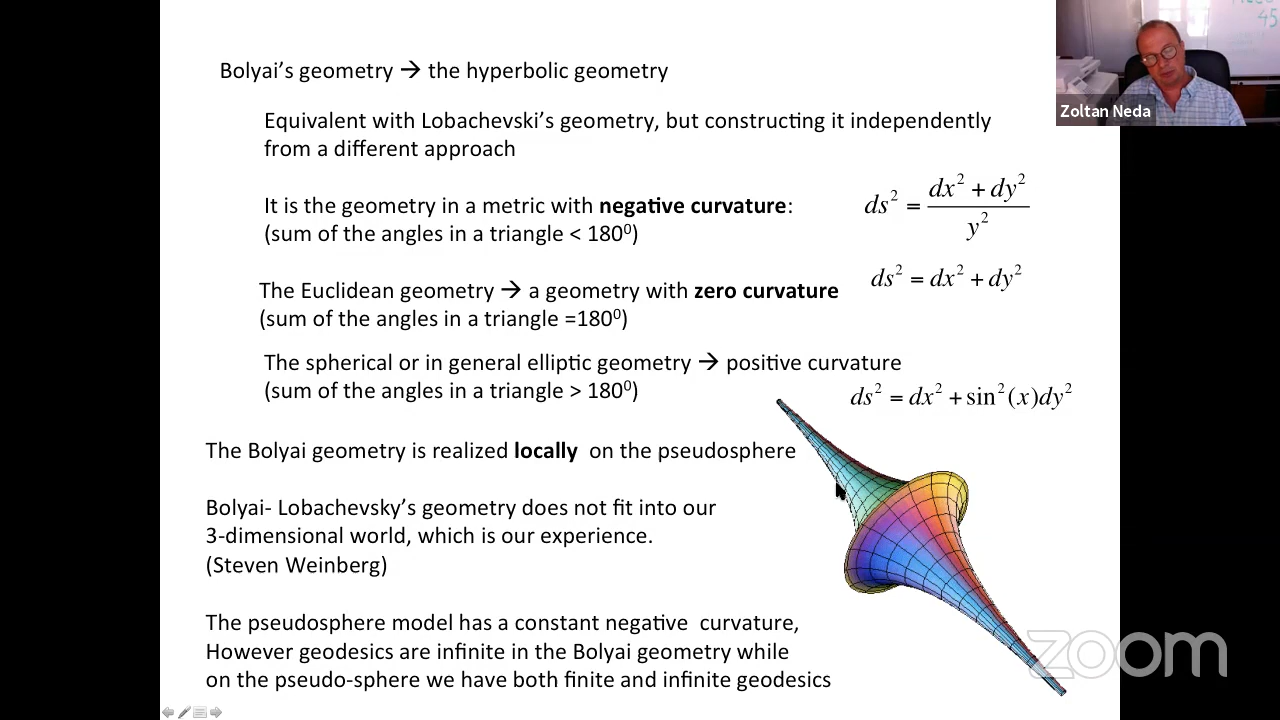 Bolyai's geometry → the hyperbolic geometry
Equivalent with Lobachevski's geometry, but constructing it independently
from a different approach
It is the geometry in a metric with negative curvature:
(sum of the angles in a triangle < 180⁰)
ds² = (dx² + dy²) / y²
The Euclidean geometry → a geometry with zero curvature
(sum of the angles in a triangle =180⁰)
ds² = dx² + dy²
The spherical or in general elliptic geometry → positive curvature
(sum of the angles in a triangle > 180⁰)
ds² = dx² + sin²(x)dy²
The Bolyai geometry is realized locally on the pseudosphere
Bolyai- Lobachevsky's geometry does not fit into our
3-dimensional world, which is our experience.
(Steven Weinberg)
The pseudosphere model has a constant negative curvature,
However geodesics are infinite in the Bolyai geometry while
on the pseudo-sphere we have both finite and infinite geodesics
Zoltan Neda
45
zoom